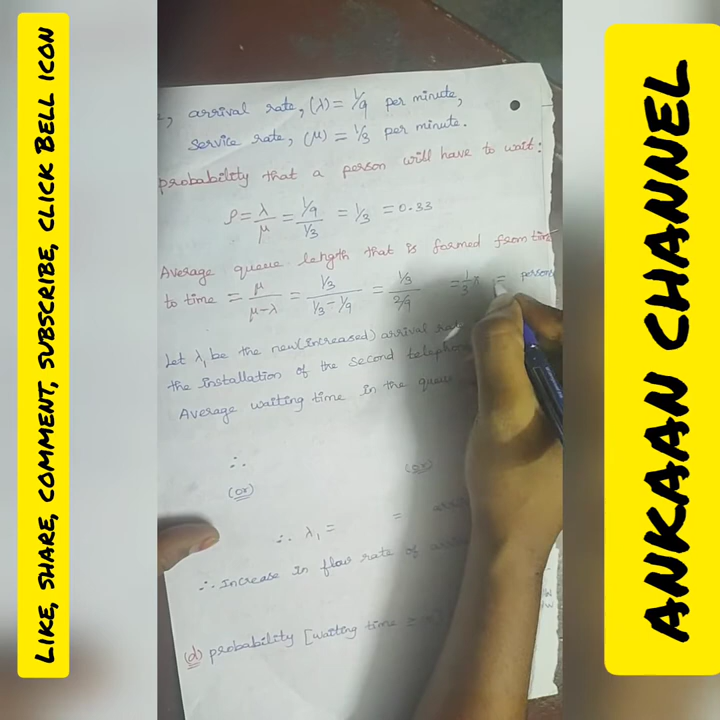 LIKE, SHARE, COMMENT, SUBSCRIBE, CLICK BELL ICON
arrival rate, (λ) = 1/9 per minute,
service rate, (μ) = 1/3 per minute.
probability that a person will have to wait:
ρ = λ/μ = (1/9)/(1/3) = 1/3 = 0.33
Average queue length that is formed from time
to time = μ/(μ-λ) = (1/3)/(1/3 - 1/9) = (1/3)/(2/9) = 1/3 × = persons
Let λ₁ be the new (increased) arrival
the installation of the second
Average waiting time in the queue
∴
(or) (or)
∴ λ₁ = =
∴ Increase in flow rate of
(d) probability [waiting time ≥
ANKAAN CHANNEL